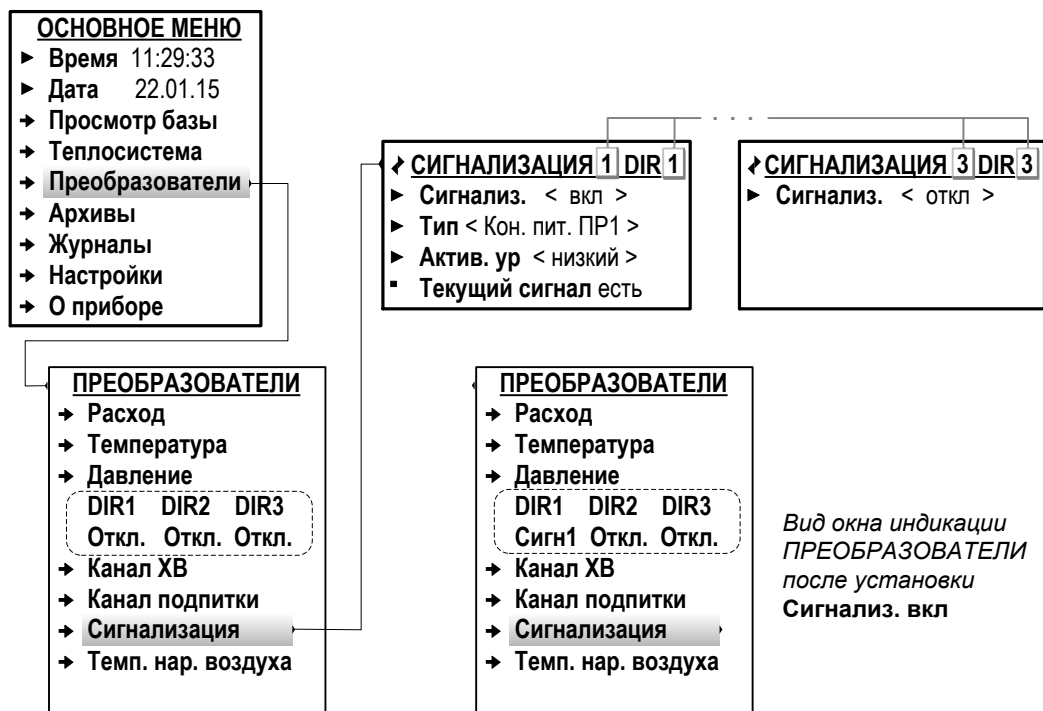 ОСНОВНОЕ МЕНЮ
Время 11:29:33
Дата 22.01.15
Просмотр базы
Теплосистема
Преобразователи
Архивы
Журналы
Настройки
О приборе
СИГНАЛИЗАЦИЯ 1 DIR 1
Сигнализ. < вкл >
Тип < Кон. пит. ПР1 >
Актив. ур < низкий >
Текущий сигнал есть
СИГНАЛИЗАЦИЯ 3 DIR 3
Сигнализ. < откл >
ПРЕОБРАЗОВАТЕЛИ
Расход
Температура
Давление
DIR1 DIR2 DIR3
Откл. Откл. Откл.
Канал ХВ
Канал подпитки
Сигнализация
Темп. нар. воздуха
ПРЕОБРАЗОВАТЕЛИ
Расход
Температура
Давление
DIR1 DIR2 DIR3
Сигн1 Откл. Откл.
Канал ХВ
Канал подпитки
Сигнализация
Темп. нар. воздуха
Вид окна индикации
ПРЕОБРАЗОВАТЕЛИ
после установки
Сигнализ. вкл